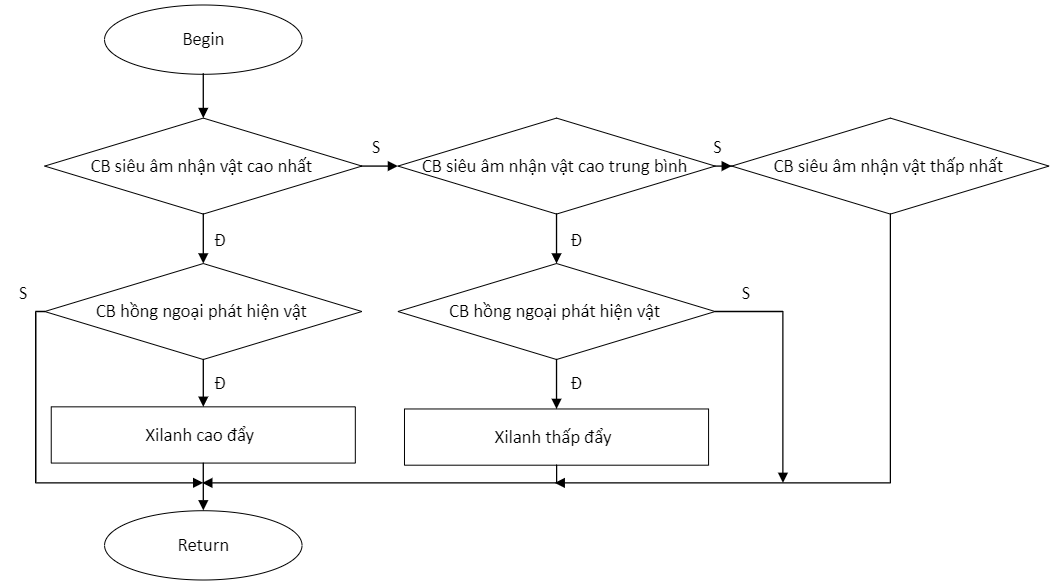 Begin
CB siêu âm nhận vật cao nhất
S
CB siêu âm nhận vật cao trung bình
S
CB siêu âm nhận vật thấp nhất
Đ
Đ
S
CB hồng ngoại phát hiện vật
CB hồng ngoại phát hiện vật
S
Đ
Đ
Xilanh cao đẩy
Xilanh thấp đẩy
Return